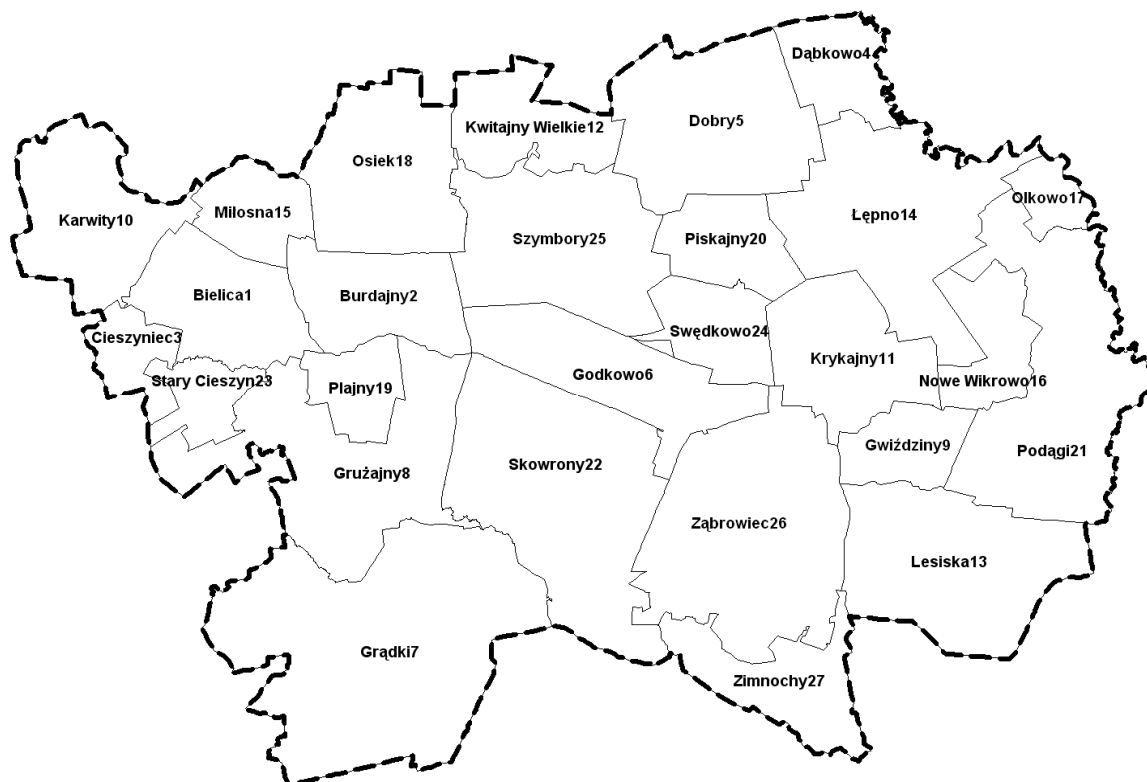 Dąbkowo4
Kwitajny Wielkie12
Dobry5
Osiek18
Olkowo17
Miłosna15
Karwity10
Łępno14
Szymbory25
Piskajny20
Bielica1
Burdajny2
Cieszyniec3
Swędkowo24
Krykajny11
Godkowo6
Stary Cieszyn23
Plajny19
Nowe Wikrowo16
Gwiździny9
Podągi21
Skowrony22
Grużajny8
Ząbrowiec26
Lesiska13
Grądki7
Zimnochy27